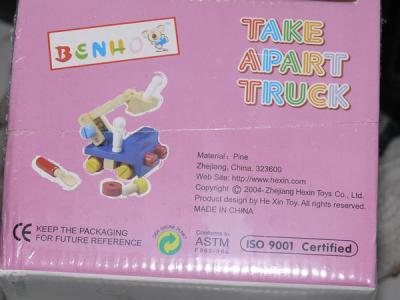 BENHO
TAKE
APART
TRUCK
Material : Pine
Zhejiang, China. 323600
Web Site: http://www.hexin.com
Copyright © 2004-Zhejiang Hexin Toys Co., Ltd.
Product design by He Xin Toy. All rights reserved.
MADE IN CHINA
CE KEEP THE PACKAGING
FOR FUTURE REFERENCE
Conforms to
ASTM
F963-96a
ISO 9001 Certified